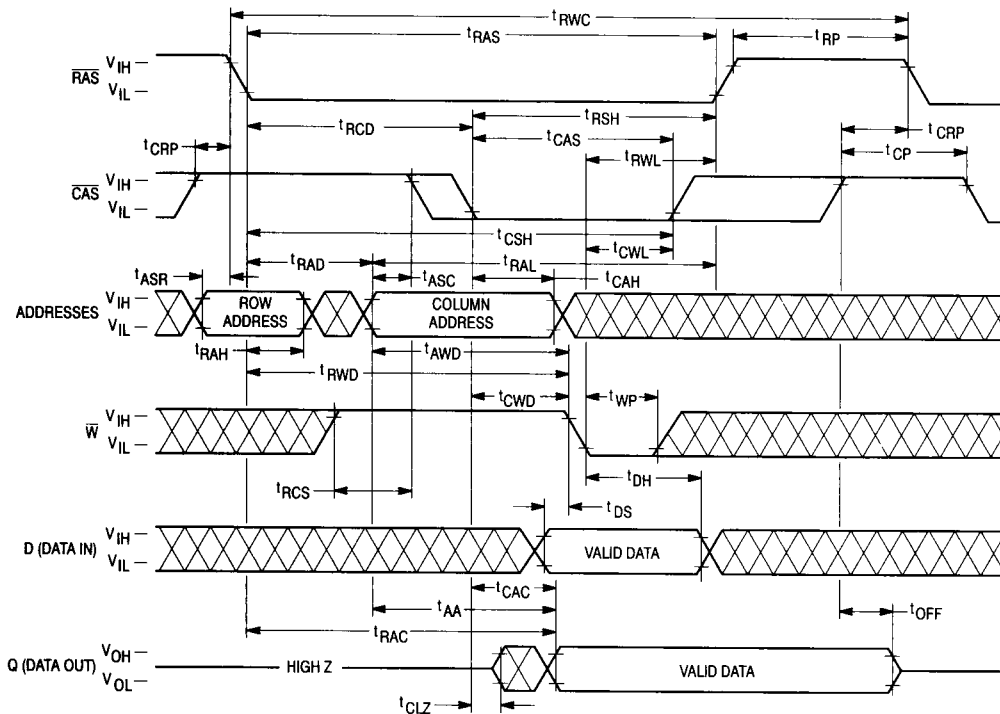 tRWC
tRAS
tRP
RAS
VIH
VIL
tRCD
tRSH
tCRP
tCAS
tRWL
tCP
tCRP
CAS
VIH
VIL
tCSH
tCWL
tASR
tRAD
tASC
tRAL
tCAH
ADDRESSES
VIH
VIL
ROW
ADDRESS
COLUMN
ADDRESS
tRAH
tAWD
tRWD
tCWD
tWP
W
VIH
VIL
tRCS
tDH
tDS
D (DATA IN)
VIH
VIL
VALID DATA
tCAC
tAA
tRAC
tOFF
Q (DATA OUT)
VOH
VOL
HIGH Z
VALID DATA
tCLZ